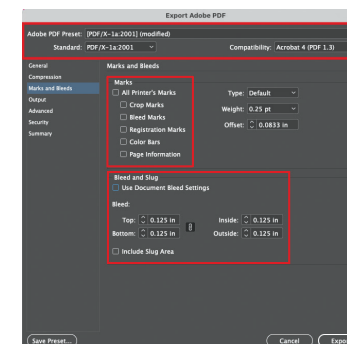 Export Adobe PDF
Adobe PDF Preset: [PDF/X-1a:2001] (modified)
Standard: PDF/X-1a:2001 Compatibility: Acrobat 4 (PDF 1.3)
General
Compression
Marks and Bleeds
Output
Advanced
Security
Summary
Marks and Bleeds
Marks
All Printer's Marks
Crop Marks
Bleed Marks
Registration Marks
Color Bars
Page Information
Type: Default
Weight: 0.25 pt
Offset: 0.0833 in
Bleed and Slug
Use Document Bleed Settings
Bleed:
Top: 0.125 in Inside: 0.125 in
Bottom: 0.125 in Outside: 0.125 in
Include Slug Area
Save Preset... Cancel Expo